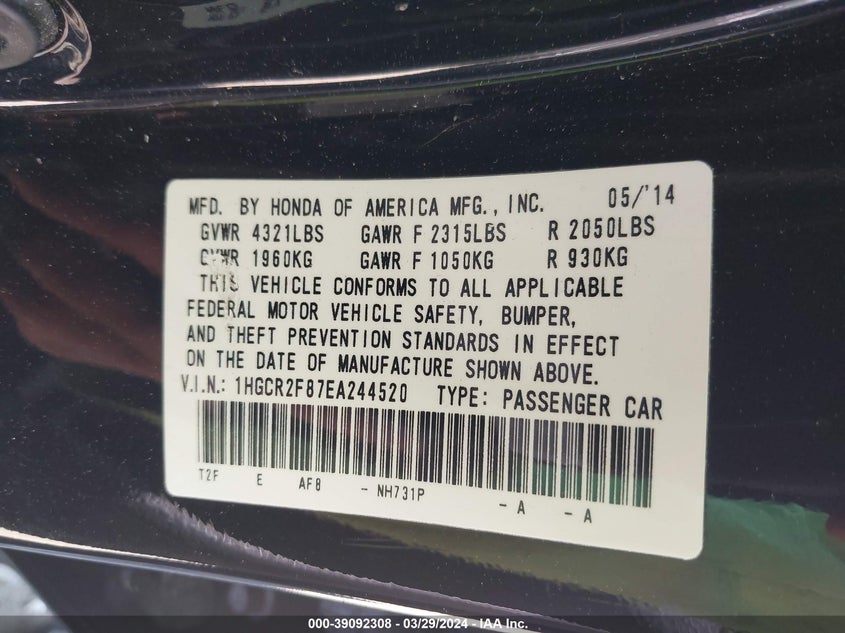 MFD. BY HONDA OF AMERICA MFG., INC. 05/'14
GVWR 4321LBS GAWR F 2315LBS R 2050LBS
GVWR 1960KG GAWR F 1050KG R 930KG
THIS VEHICLE CONFORMS TO ALL APPLICABLE
FEDERAL MOTOR VEHICLE SAFETY, BUMPER,
AND THEFT PREVENTION STANDARDS IN EFFECT
ON THE DATE OF MANUFACTURE SHOWN ABOVE.
V.I.N.: 1HGCR2F87EA244520 TYPE: PASSENGER CAR
T2F E AF8 - NH731P - A - A
000-39092308 - 03/29/2024 - IAA, Inc.